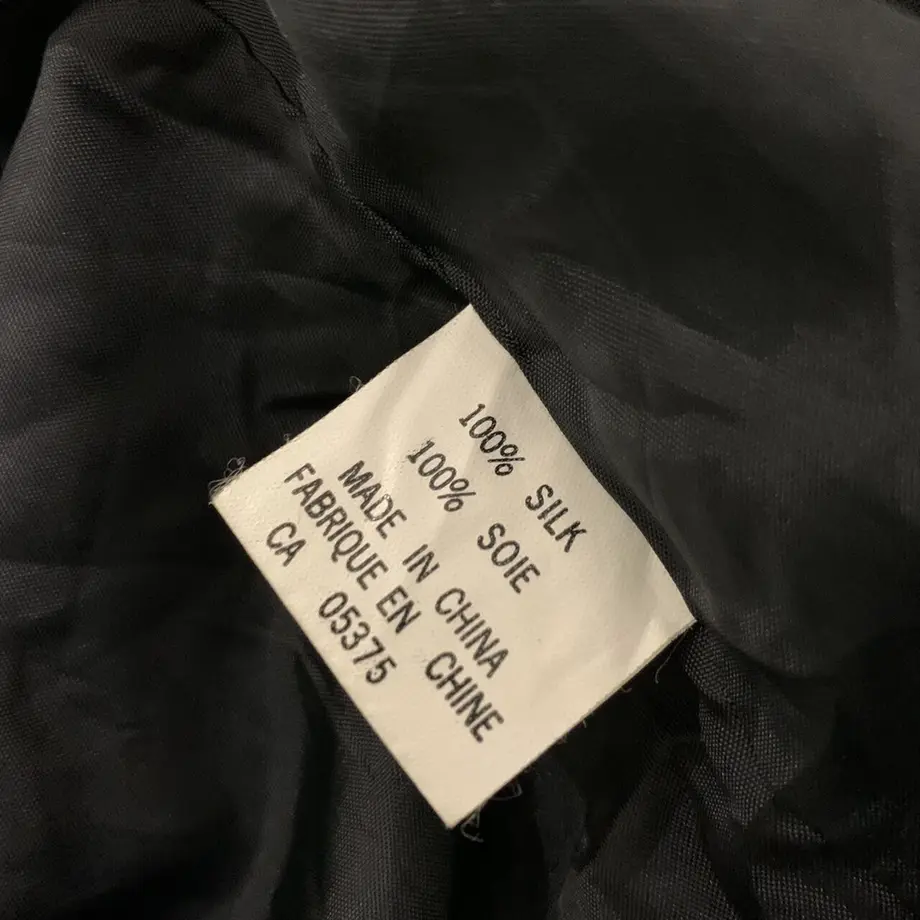 100% SILK
100% SOIE
MADE IN CHINA
FABRIQUE EN CHINE
CA 05375